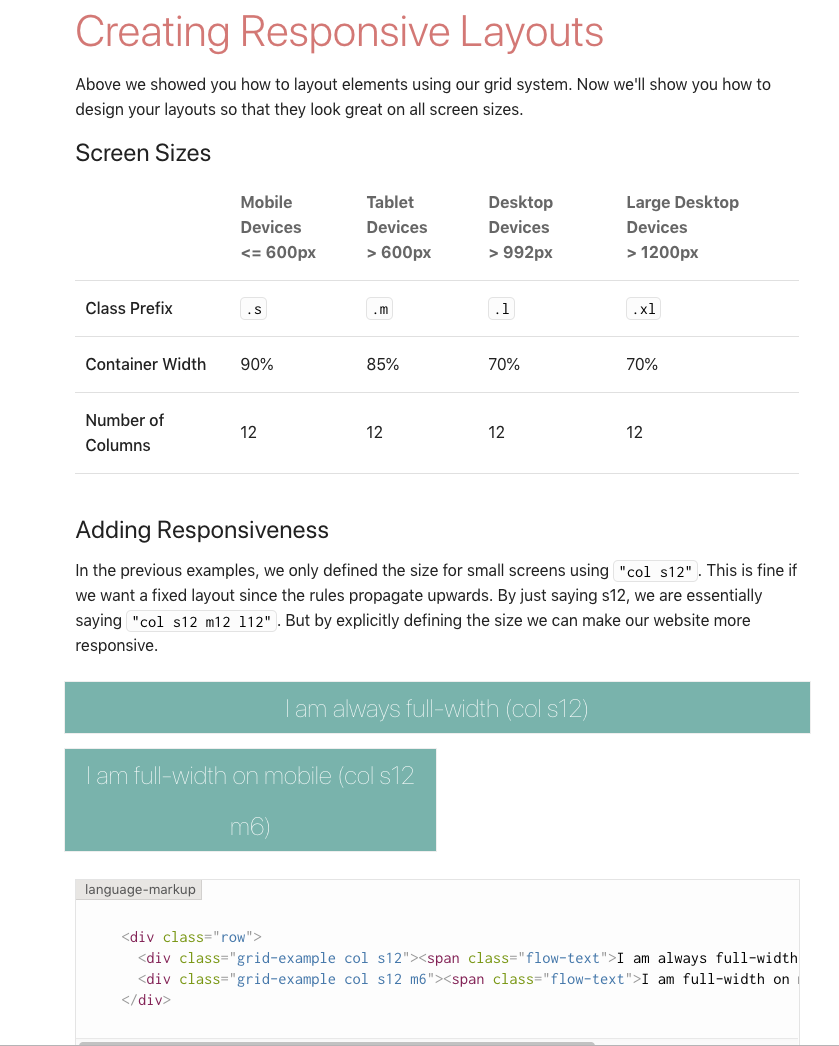 Creating Responsive Layouts
Above we showed you how to layout elements using our grid system. Now we'll show you how to
design your layouts so that they look great on all screen sizes.
Screen Sizes
Mobile Devices <= 600px
Tablet Devices > 600px
Desktop Devices > 992px
Large Desktop Devices > 1200px
Class Prefix .s .m .l .xl
Container Width 90% 85% 70% 70%
Number of Columns 12 12 12 12
Adding Responsiveness
In the previous examples, we only defined the size for small screens using "col s12". This is fine if
we want a fixed layout since the rules propagate upwards. By just saying s12, we are essentially
saying "col s12 m12 l12". But by explicitly defining the size we can make our website more
responsive.
I am always full-width (col s12)
I am full-width on mobile (col s12
m6)
language-markup
<div class="row">
<div class="grid-example col s12"><span class="flow-text">I am always full-width
<div class="grid-example col s12 m6"><span class="flow-text">I am full-width on
</div>